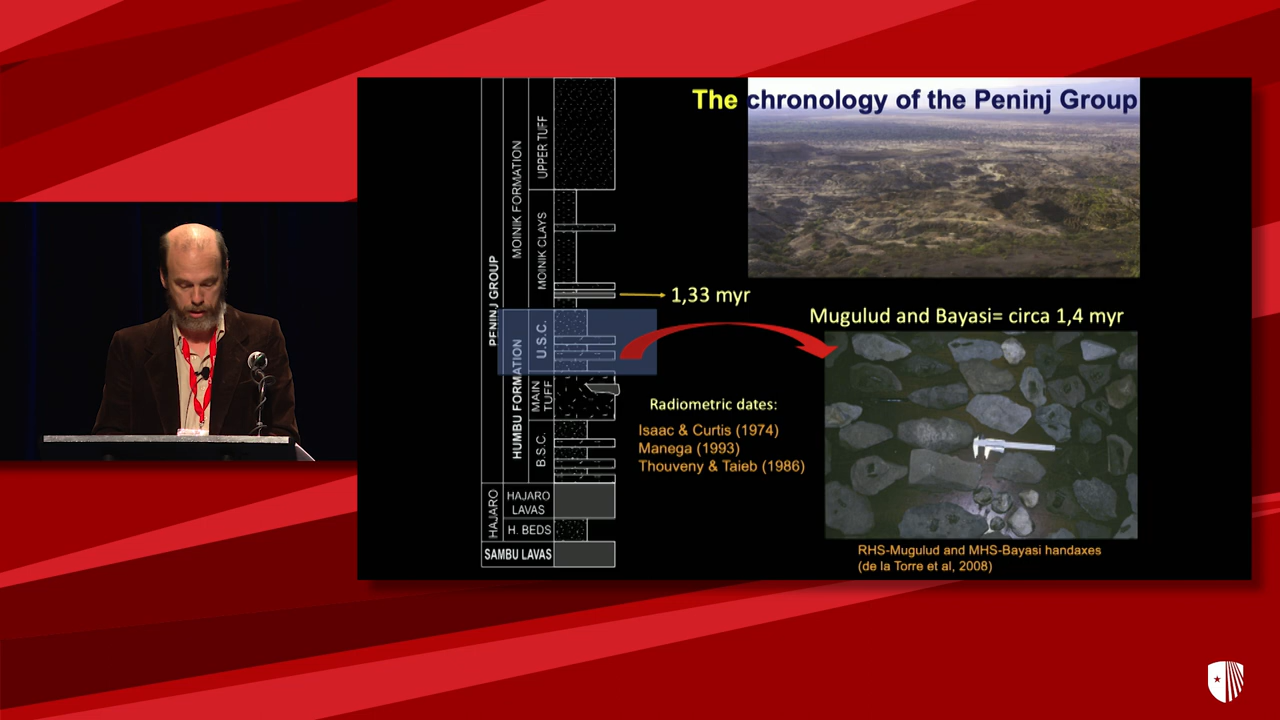 The chronology of the Peninj Group
PENINJ GROUP
MOINIK FORMATION
UPPER TUFF
MOINIK CLAYS
1,33 myr
HUMBU FORMATION
U.S.C.
MAIN
TUFF
B.S.C.
HAJARO
HAJARO
LAVAS
H. BEDS
SAMBU LAVAS
Mugulud and Bayasi= circa 1,4 myr
Radiometric dates:
Isaac & Curtis (1974)
Manega (1993)
Thouveny & Taieb (1986)
RHS-Mugulud and MHS-Bayasi handaxes
(de la Torre et al, 2008)